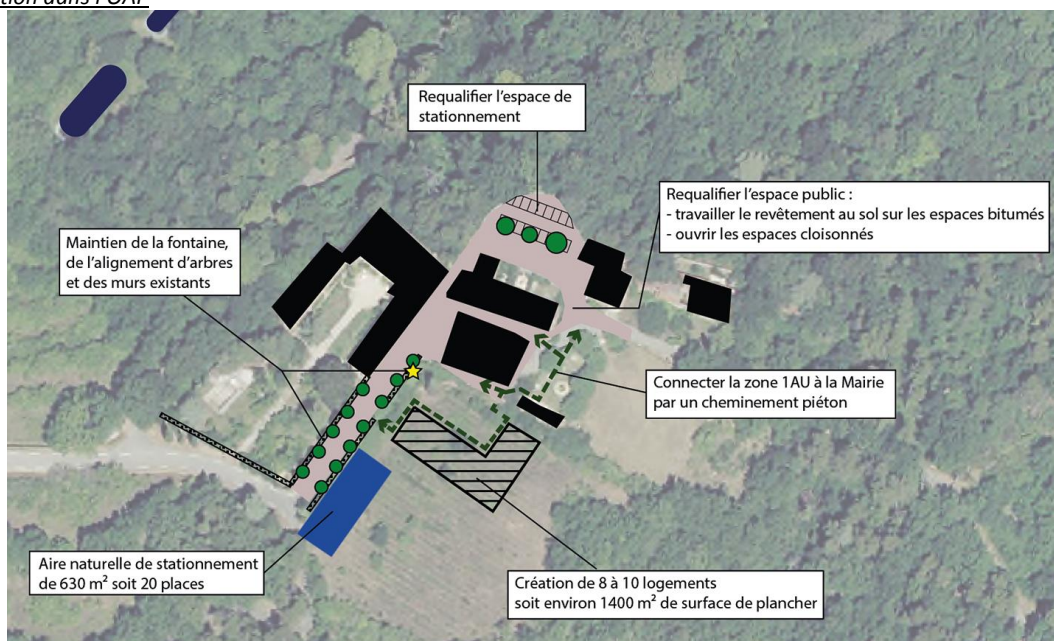 tion dans l'OAP
Requalifier l'espace de
stationnement
Requalifier l'espace public :
- travailler le revêtement au sol sur les espaces bitumés
- ouvrir les espaces cloisonnés
Maintien de la fontaine,
de l'alignement d'arbres
et des murs existants
Connecter la zone 1AU à la Mairie
par un cheminement piéton
Aire naturelle de stationnement
de 630 m² soit 20 places
Création de 8 à 10 logements
soit environ 1400 m² de surface de plancher